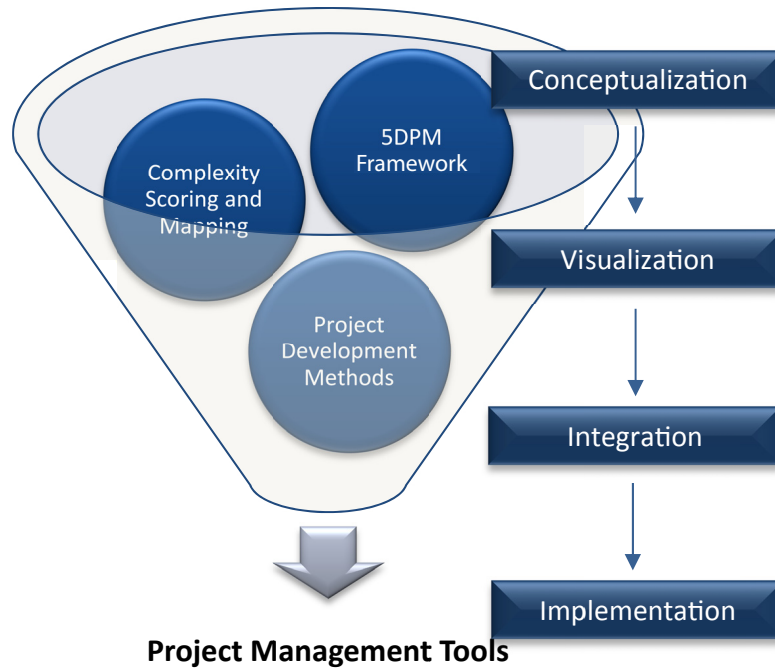 Conceptualization
5DPM
Framework
Complexity
Scoring and
Mapping
Visualization
Project
Development
Methods
Integration
Implementation
Project Management Tools